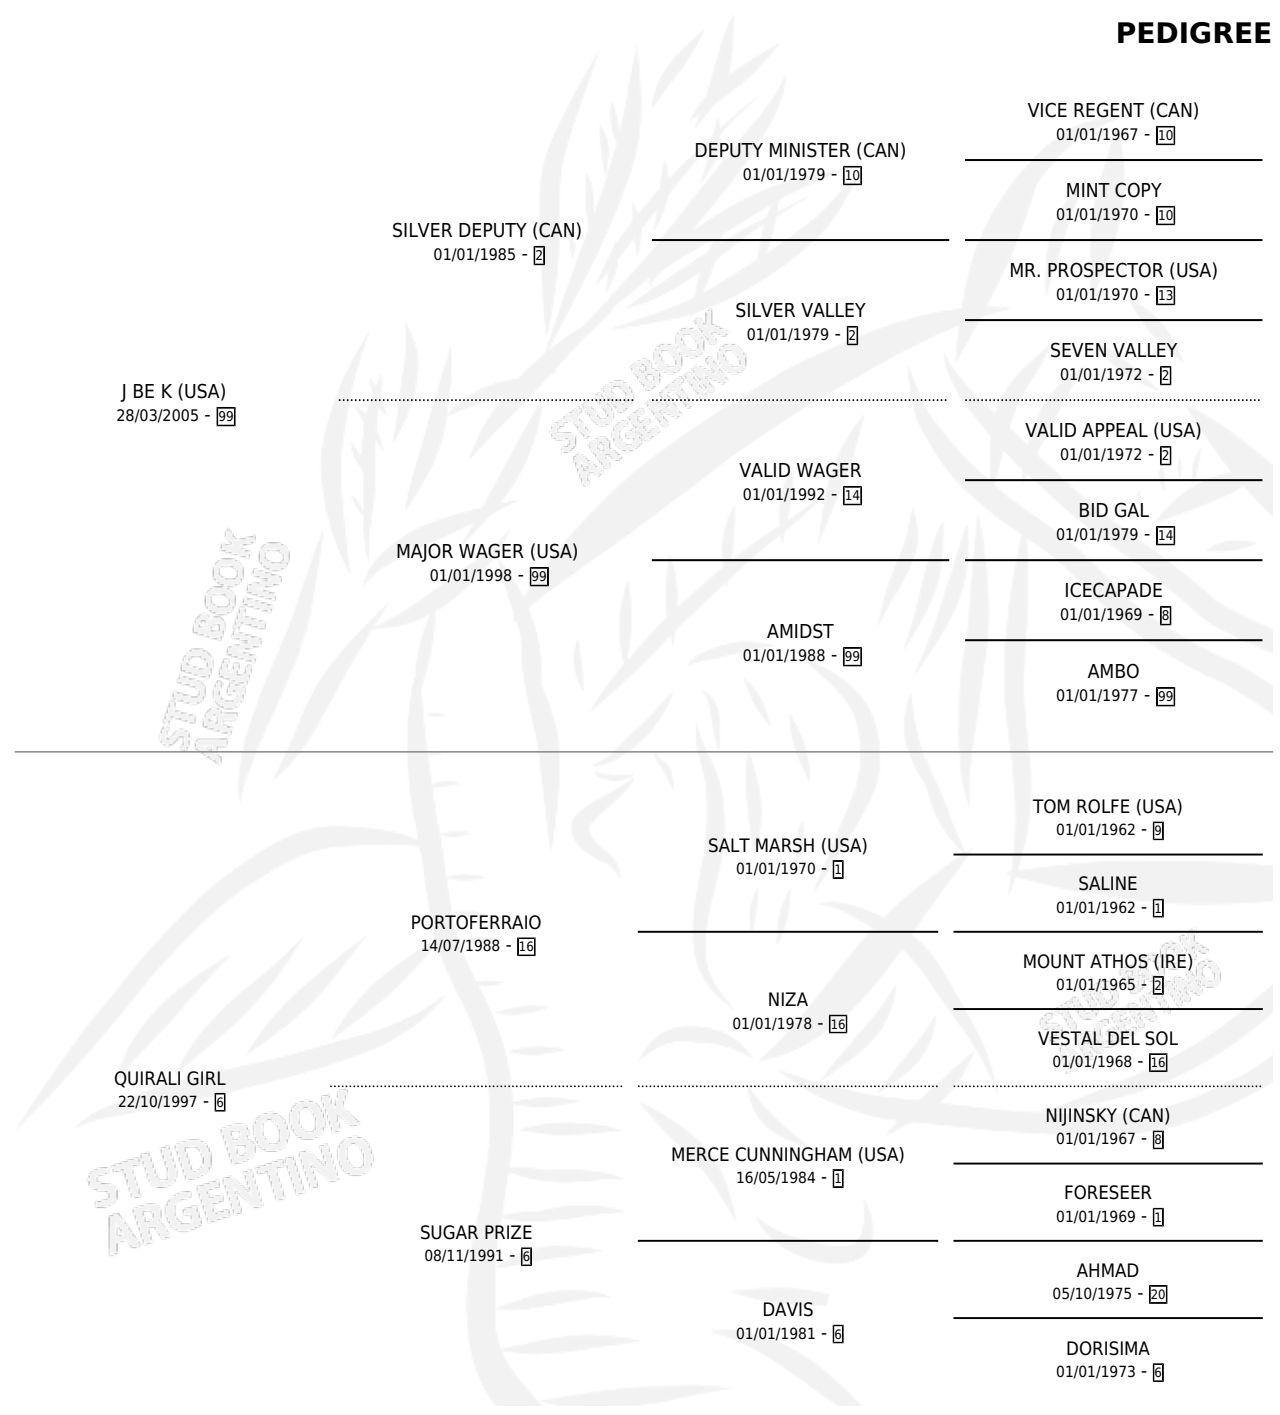 PEDIGREE
VICE REGENT (CAN)
01/01/1967 - 10
DEPUTY MINISTER (CAN)
01/01/1979 - 10
MINT COPY
01/01/1970 - 10
SILVER DEPUTY (CAN)
01/01/1985 - 2
MR. PROSPECTOR (USA)
01/01/1970 - 13
SILVER VALLEY
01/01/1979 - 2
SEVEN VALLEY
01/01/1972 - 2
J BE K (USA)
28/03/2005 - 99
VALID APPEAL (USA)
01/01/1972 - 2
VALID WAGER
01/01/1992 - 14
BID GAL
01/01/1979 - 14
MAJOR WAGER (USA)
01/01/1998 - 99
ICECAPADE
01/01/1969 - 8
AMIDST
01/01/1988 - 99
AMBO
01/01/1977 - 99
STUD BOOK
ARGENTINO
STUD BOOK
ARGENTINO
TOM ROLFE (USA)
01/01/1962 - 9
SALT MARSH (USA)
01/01/1970 - 1
SALINE
01/01/1962 - 1
PORTOFERRAIO
14/07/1988 - 16
MOUNT ATHOS (IRE)
01/01/1965 - 2
NIZA
01/01/1978 - 16
VESTAL DEL SOL
01/01/1968 - 16
QUIRALI GIRL
22/10/1997 - 6
NIJINSKY (CAN)
01/01/1967 - 8
MERCE CUNNINGHAM (USA)
16/05/1984 - 1
FORESEER
01/01/1969 - 1
SUGAR PRIZE
08/11/1991 - 6
AHMAD
05/10/1975 - 20
DAVIS
01/01/1981 - 6
DORISIMA
01/01/1973 - 6
STUD BOOK
ARGENTINO
STUD BOOK
ARGENTINO